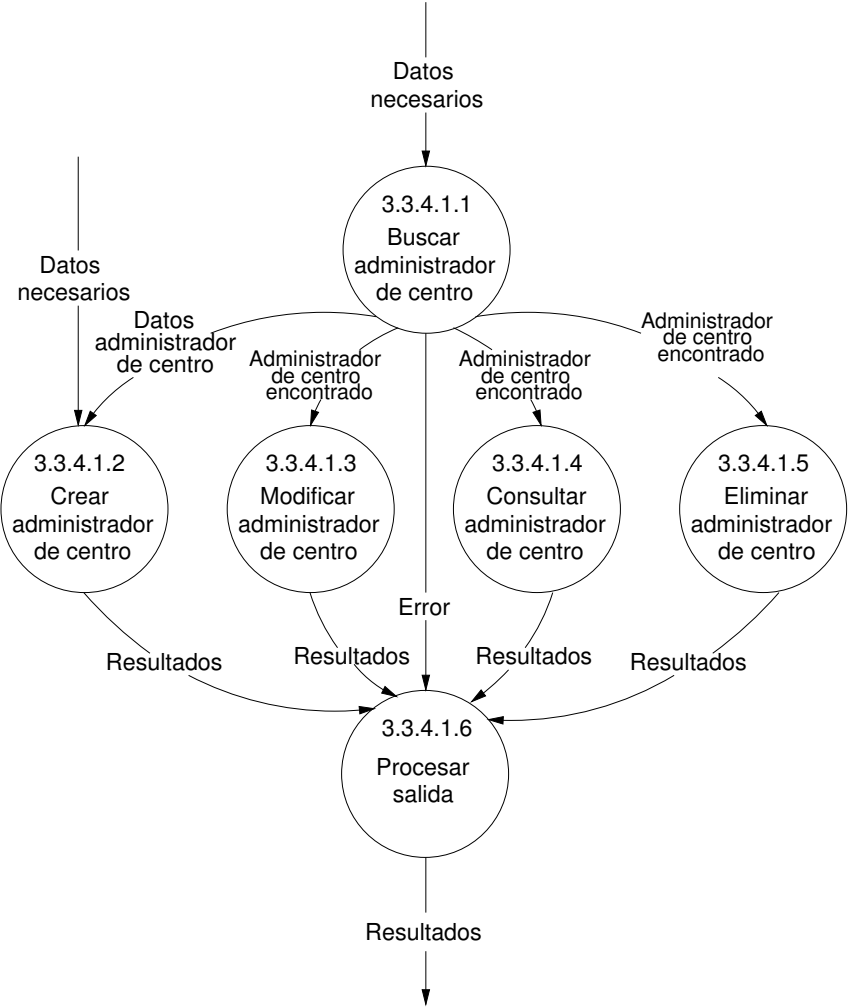 Datos
necesarios
3.3.4.1.1
Buscar
administrador
de centro
Datos
necesarios
Datos
administrador
de centro
Administrador
de centro
encontrado
Administrador
de centro
encontrado
Administrador
de centro
encontrado
3.3.4.1.2
Crear
administrador
de centro
3.3.4.1.3
Modificar
administrador
de centro
3.3.4.1.4
Consultar
administrador
de centro
3.3.4.1.5
Eliminar
administrador
de centro
Error
Resultados
Resultados
Resultados
Resultados
3.3.4.1.6
Procesar
salida
Resultados